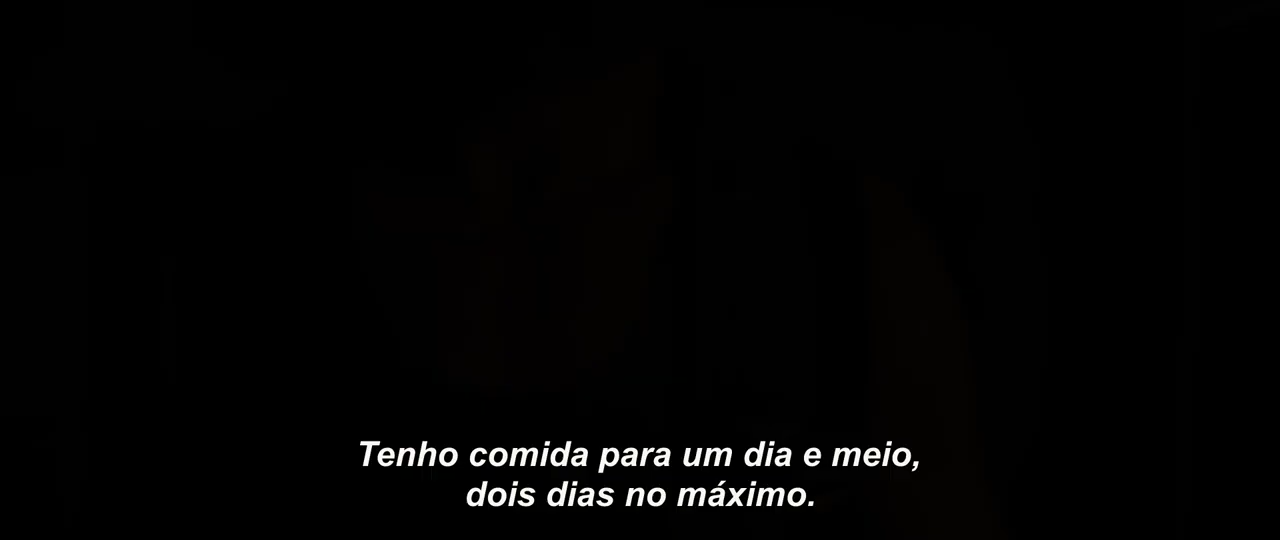 Tenho comida para um dia e meio,
dois dias no máximo.